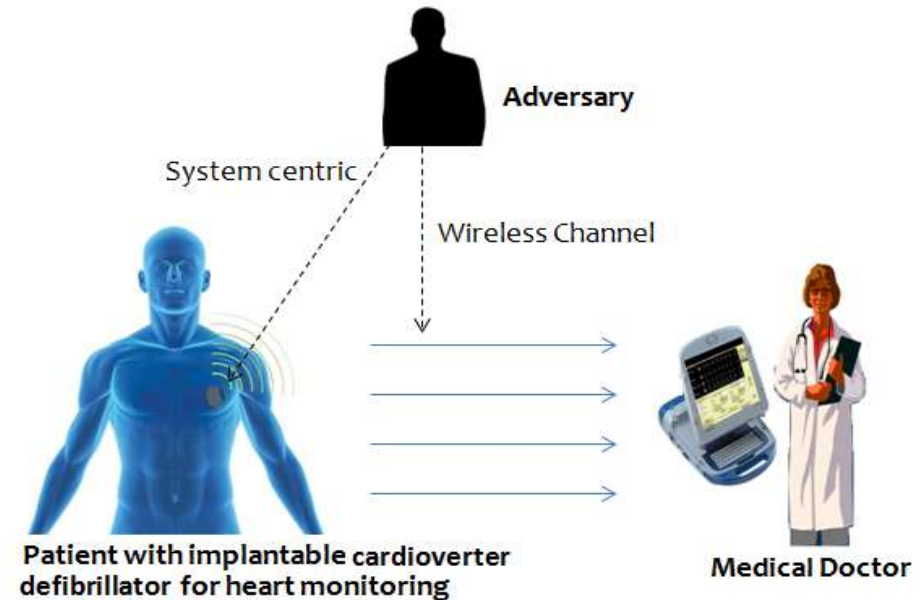 Adversary
System centric
Wireless Channel
Patient with implantable cardioverter
defibrillator for heart monitoring
Medical Doctor